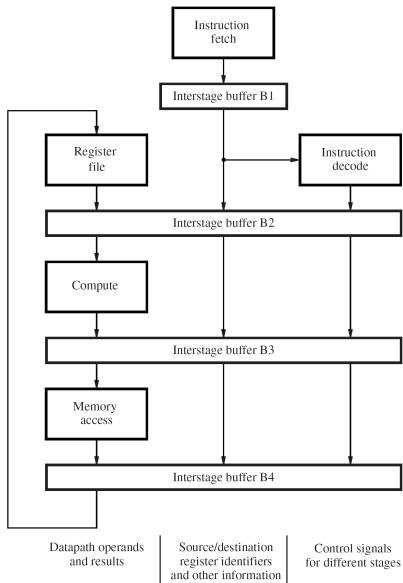 Instruction
fetch
Interstage buffer B1
Register
file
Instruction
decode
Interstage buffer B2
Compute
Interstage buffer B3
Memory
access
Interstage buffer B4
Datapath operands
and results
Source/destination
register identifiers
and other information
Control signals
for different stages